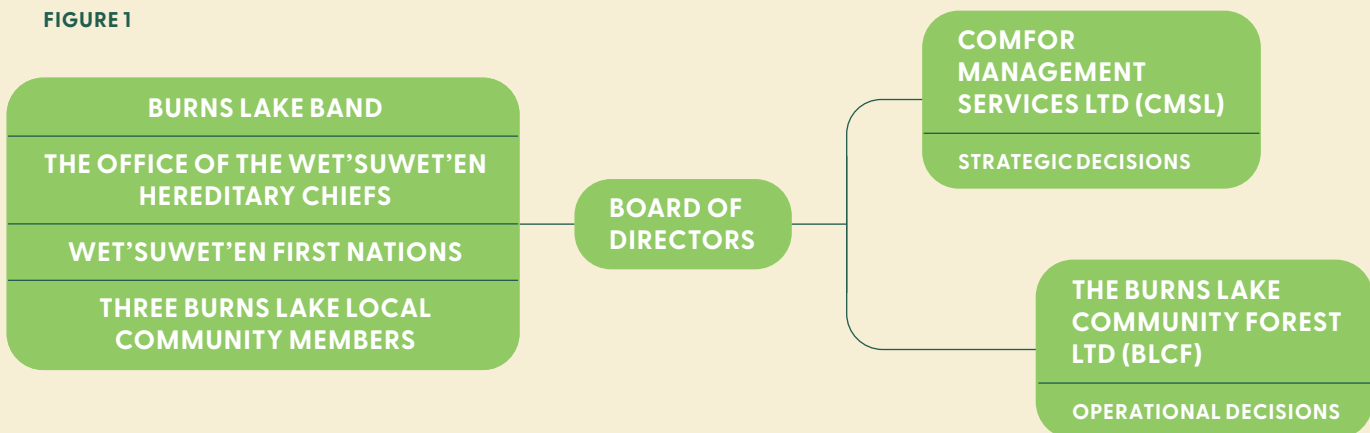 FIGURE 1
BURNS LAKE BAND
THE OFFICE OF THE WET'SUWET'EN
HEREDITARY CHIEFS
WET'SUWET'EN FIRST NATIONS
THREE BURNS LAKE LOCAL
COMMUNITY MEMBERS
BOARD OF
DIRECTORS
COMFOR
MANAGEMENT
SERVICES LTD (CMSL)
STRATEGIC DECISIONS
THE BURNS LAKE
COMMUNITY FOREST
LTD (BLCF)
OPERATIONAL DECISIONS